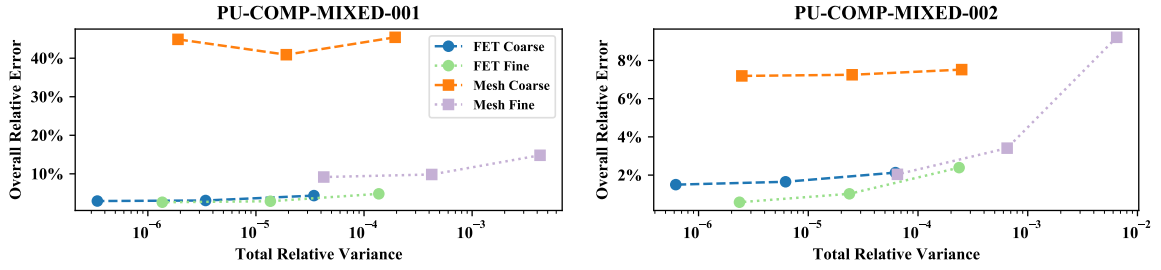 PU-COMP-MIXED-001
Overall Relative Error
40%
30%
20%
10%
FET Coarse
FET Fine
Mesh Coarse
Mesh Fine
10⁻⁶
10⁻⁵
10⁻⁴
10⁻³
Total Relative Variance
PU-COMP-MIXED-002
Overall Relative Error
8%
6%
4%
2%
10⁻⁶
10⁻⁵
10⁻⁴
10⁻³
10⁻²
Total Relative Variance